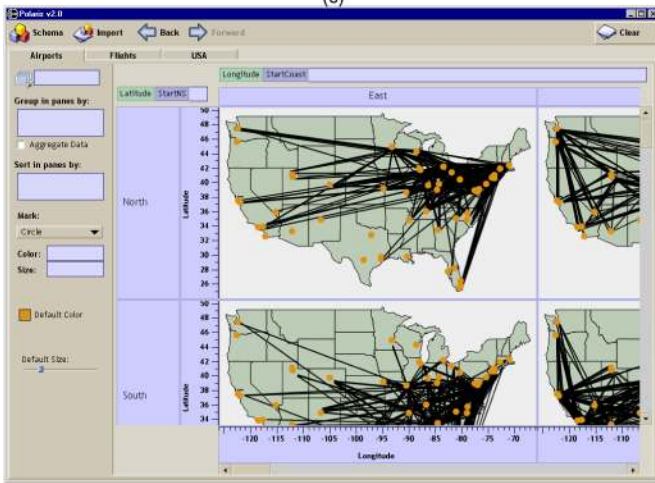 (c)
Polaris v2.0
Schema Import Back Forward Clear
Airports Flights USA
Longitude StartCoast
Latitude StartNS
East
Group in panes by:
Aggregate Data
Sort in panes by:
Mark:
Circle
Color:
Size:
Default Color
Default Size:
North
Latitude
50
48
46
44
42
40
38
36
34
32
30
28
26
South
Latitude
50
48
46
44
42
40
38
36
34
-120 -115 -110 -105 -100 -95 -90 -85 -80 -75 -70
-120 -115 -110 -106
Longitude